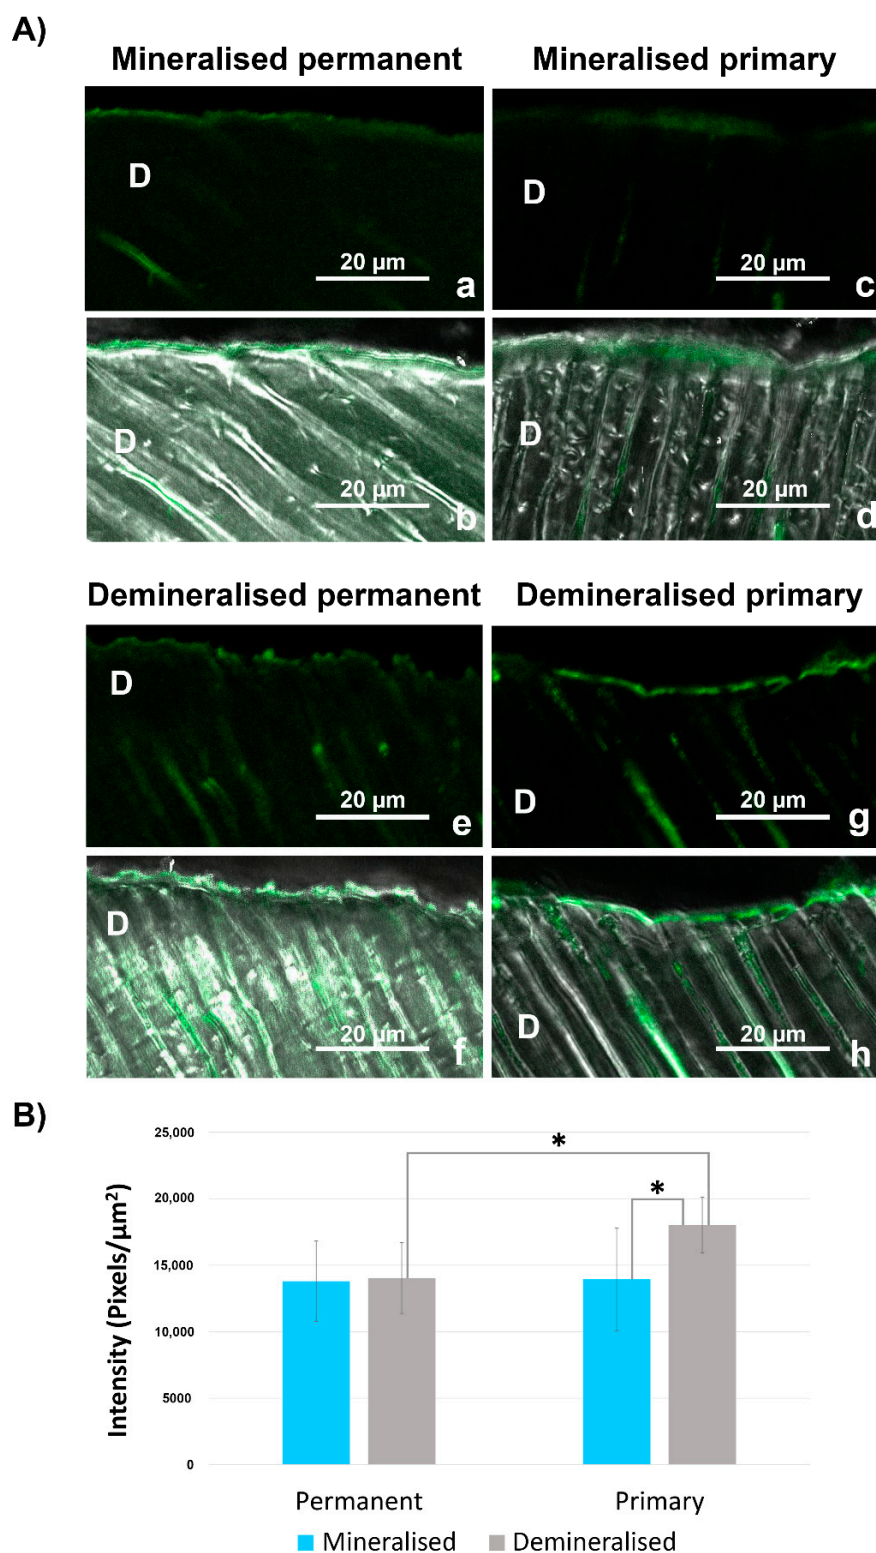 A)
Mineralised permanent Mineralised primary
D
20 µm
a
D
20 µm
c
D
20 µm
b
D
20 µm
d
Demineralised permanent Demineralised primary
D
20 µm
e
D
20 µm
g
D
20 µm
f
D
20 µm
h
B)
Intensity (Pixels/µm²)
25,000
20,000
15,000
10,000
5000
0
*
*
Permanent Primary
Mineralised Demineralised